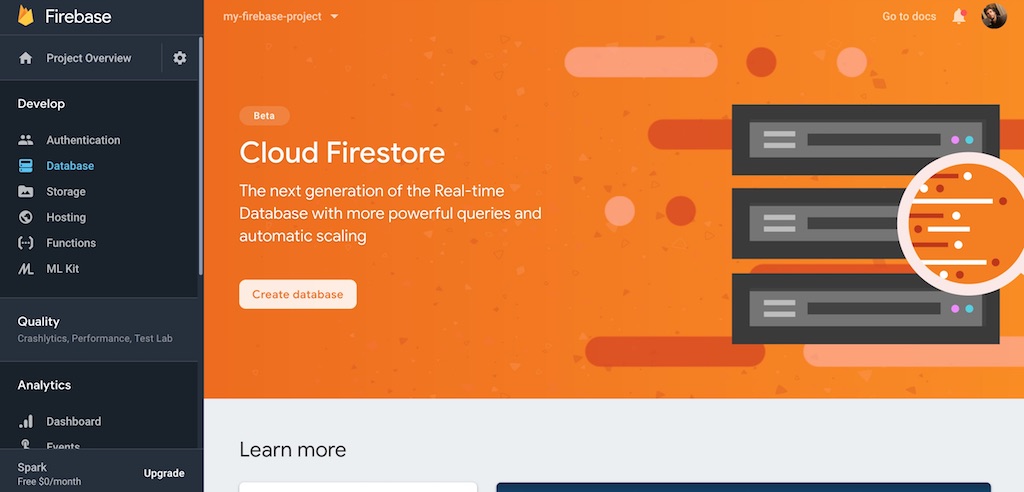 Firebase
Project Overview
Develop
Authentication
Database
Storage
Hosting
Functions
ML Kit
Quality
Crashlytics, Performance, Test Lab
Analytics
Dashboard
Events
Spark
Free $0/month
Upgrade
my-firebase-project
Go to docs
Beta
Cloud Firestore
The next generation of the Real-time
Database with more powerful queries and
automatic scaling
Create database
Learn more